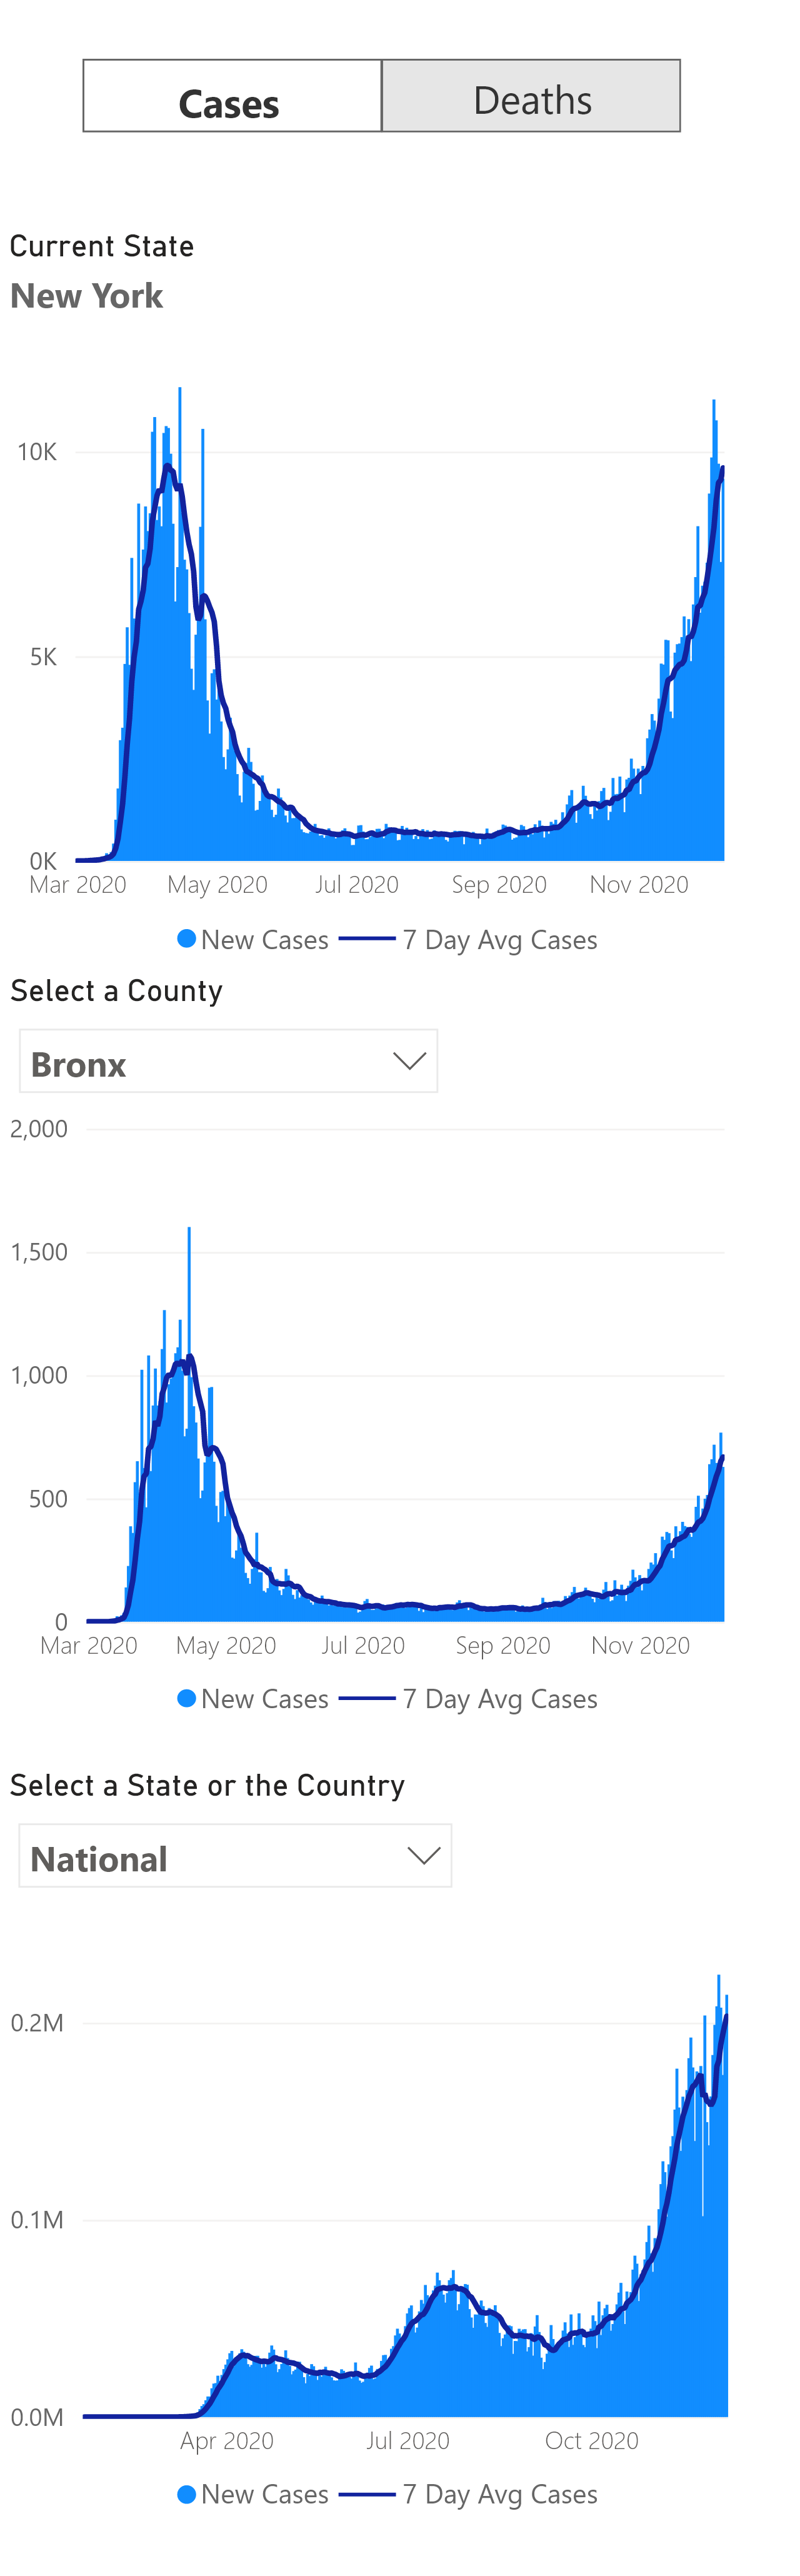 Cases Deaths
Current State
New York
10K
5K
0K
Mar 2020 May 2020 Jul 2020 Sep 2020 Nov 2020
New Cases 7 Day Avg Cases
Select a County
Bronx
2,000
1,500
1,000
500
0
Mar 2020 May 2020 Jul 2020 Sep 2020 Nov 2020
New Cases 7 Day Avg Cases
Select a State or the Country
National
0.2M
0.1M
0.0M
Apr 2020 Jul 2020 Oct 2020
New Cases 7 Day Avg Cases